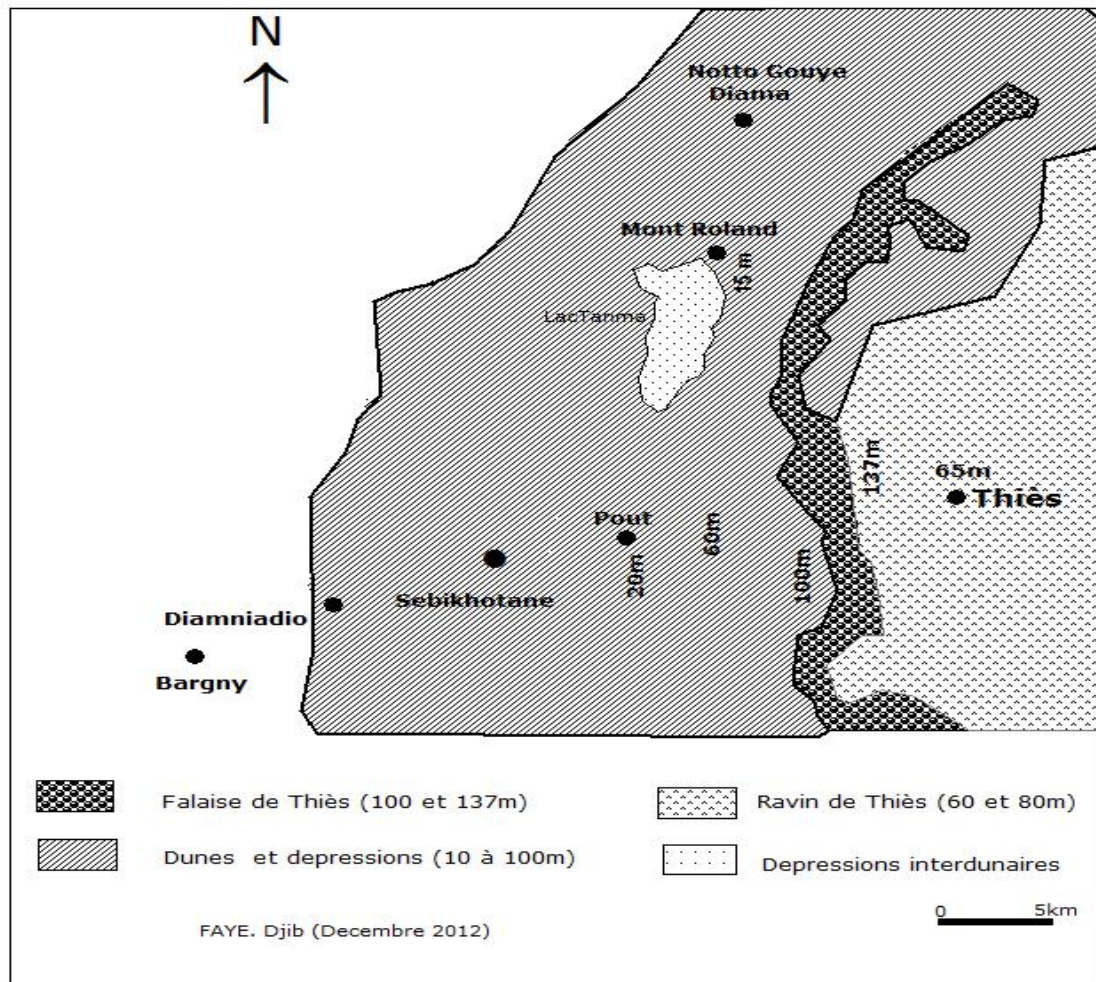 N
Notto Gouye
Diama
Mont Roland
15 m
LacTanma
137m
65m
Thiès
Pout
60m
20m
100m
Sebikhotane
Diamniadio
Bargny
Falaise de Thiès (100 et 137m)
Ravin de Thiès (60 et 80m)
Dunes et depressions (10 à 100m)
Depressions interdunaires
0 5km
FAYE. Djib (Decembre 2012)